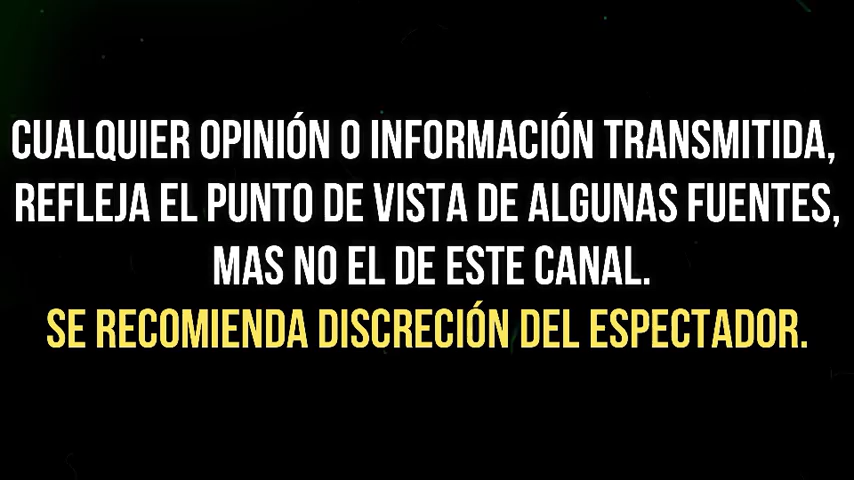 CUALQUIER OPINIÓN O INFORMACIÓN TRANSMITIDA,
REFLEJA EL PUNTO DE VISTA DE ALGUNAS FUENTES,
MAS NO EL DE ESTE CANAL.
SE RECOMIENDA DISCRECIÓN DEL ESPECTADOR.